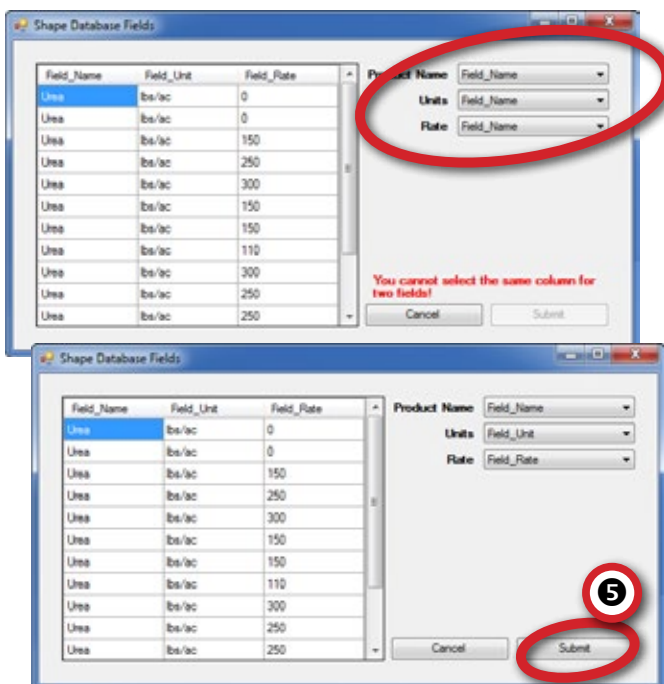 Shape Database Fields
Field_Name Field_Unit Field_Rate
Urea lbs/ac 0
Urea lbs/ac 0
Urea lbs/ac 150
Urea lbs/ac 250
Urea lbs/ac 300
Urea lbs/ac 150
Urea lbs/ac 150
Urea lbs/ac 110
Urea lbs/ac 300
Urea lbs/ac 250
Urea lbs/ac 250
Product Name Field_Name
Units Field_Name
Rate Field_Name
You cannot select the same column for
two fields!
Cancel Submit
Shape Database Fields
Field_Name Field_Unit Field_Rate
Urea lbs/ac 0
Urea lbs/ac 0
Urea lbs/ac 150
Urea lbs/ac 250
Urea lbs/ac 300
Urea lbs/ac 150
Urea lbs/ac 150
Urea lbs/ac 110
Urea lbs/ac 300
Urea lbs/ac 250
Urea lbs/ac 250
Product Name Field_Name
Units Field_Unit
Rate Field_Rate
5
Cancel Submit